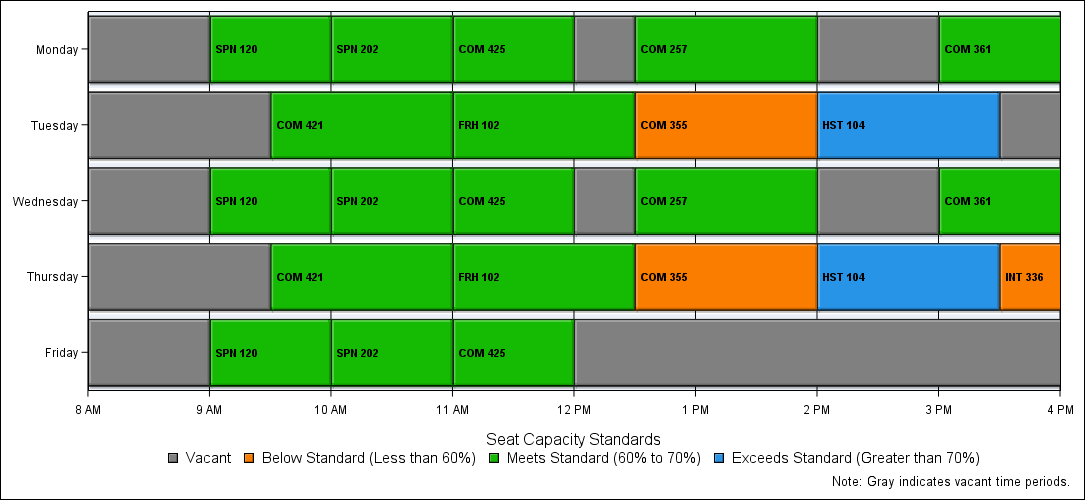 Monday SPN 120 SPN 202 COM 425 COM 257 COM 361
Tuesday COM 421 FRH 102 COM 355 HST 104
Wednesday SPN 120 SPN 202 COM 425 COM 257 COM 361
Thursday COM 421 FRH 102 COM 355 HST 104 INT 336
Friday SPN 120 SPN 202 COM 425
8 AM 9 AM 10 AM 11 AM 12 PM 1 PM 2 PM 3 PM 4 PM
Seat Capacity Standards
Vacant Below Standard (Less than 60%) Meets Standard (60% to 70%) Exceeds Standard (Greater than 70%)
Note: Gray indicates vacant time periods.